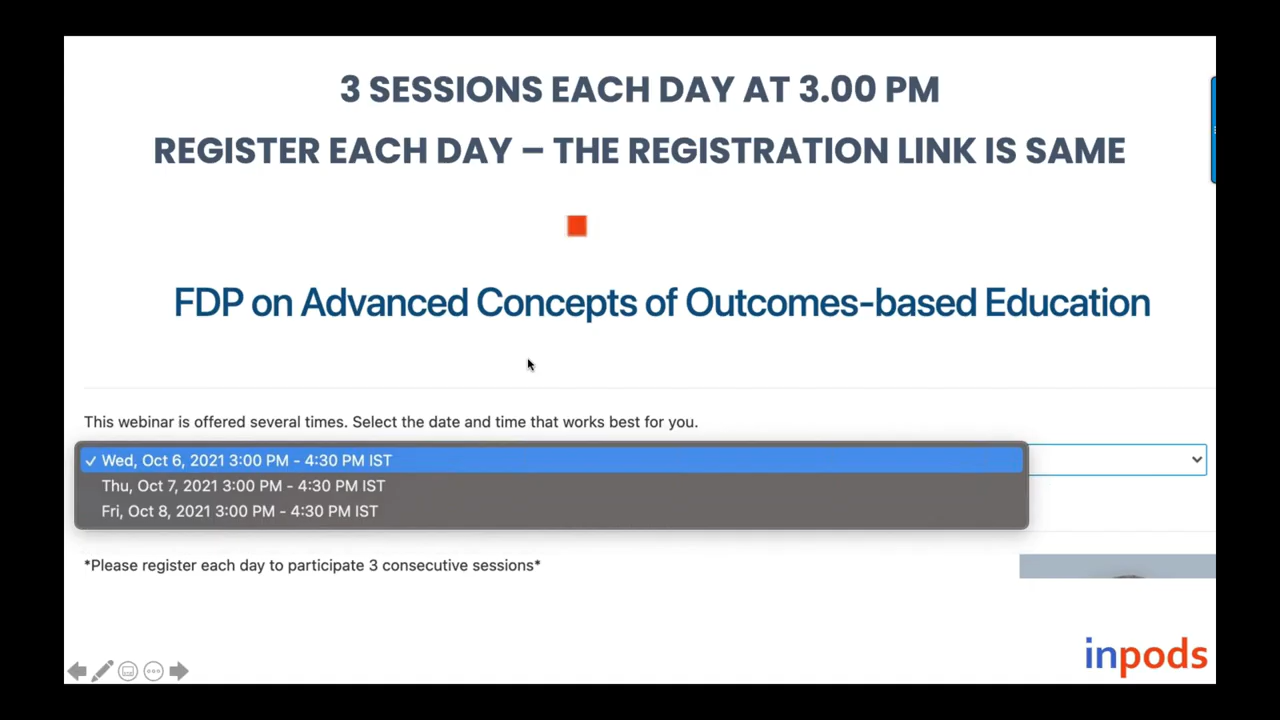 3 SESSIONS EACH DAY AT 3.00 PM
REGISTER EACH DAY – THE REGISTRATION LINK IS SAME
FDP on Advanced Concepts of Outcomes-based Education
This webinar is offered several times. Select the date and time that works best for you.
✓ Wed, Oct 6, 2021 3:00 PM - 4:30 PM IST
Thu, Oct 7, 2021 3:00 PM - 4:30 PM IST
Fri, Oct 8, 2021 3:00 PM - 4:30 PM IST
*Please register each day to participate 3 consecutive sessions*
inpods